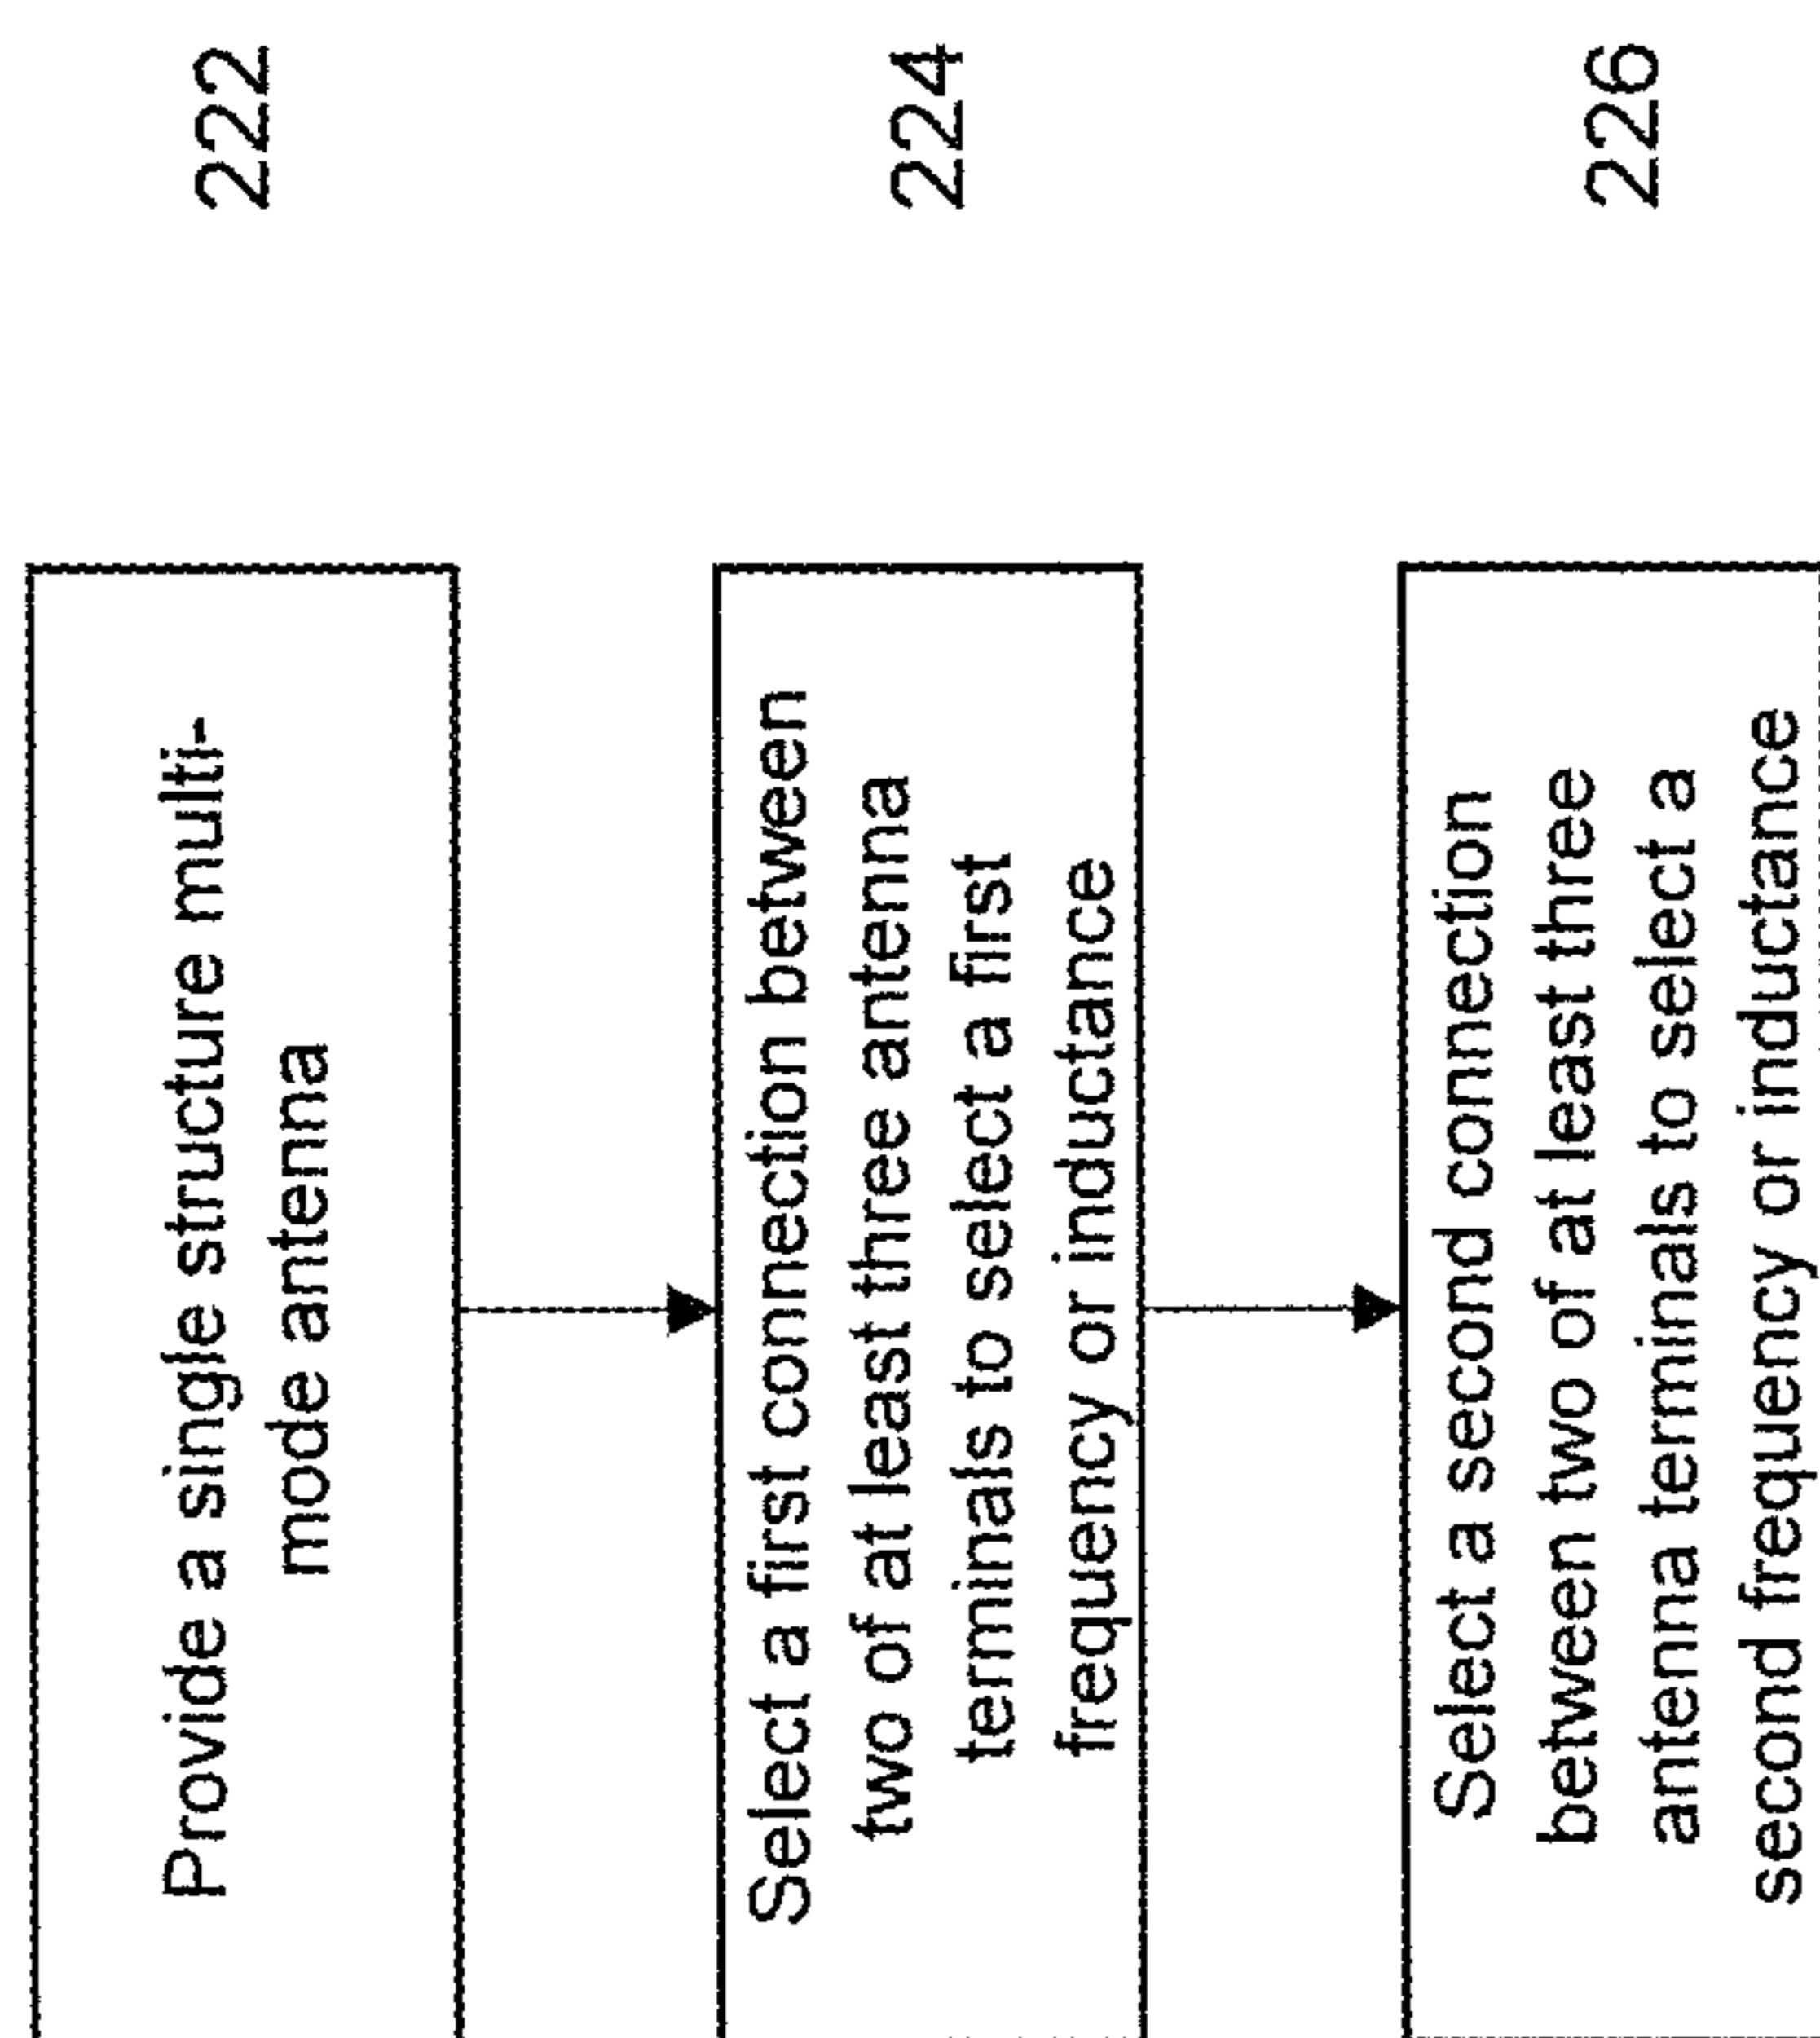 Provide a single structure multi-
mode antenna
222
Select a first connection between
two of at least three antenna
terminals to select a first
frequency or inductance
224
Select a second connection
between two of at least three
antenna terminals to select a
second frequency or inductance
226